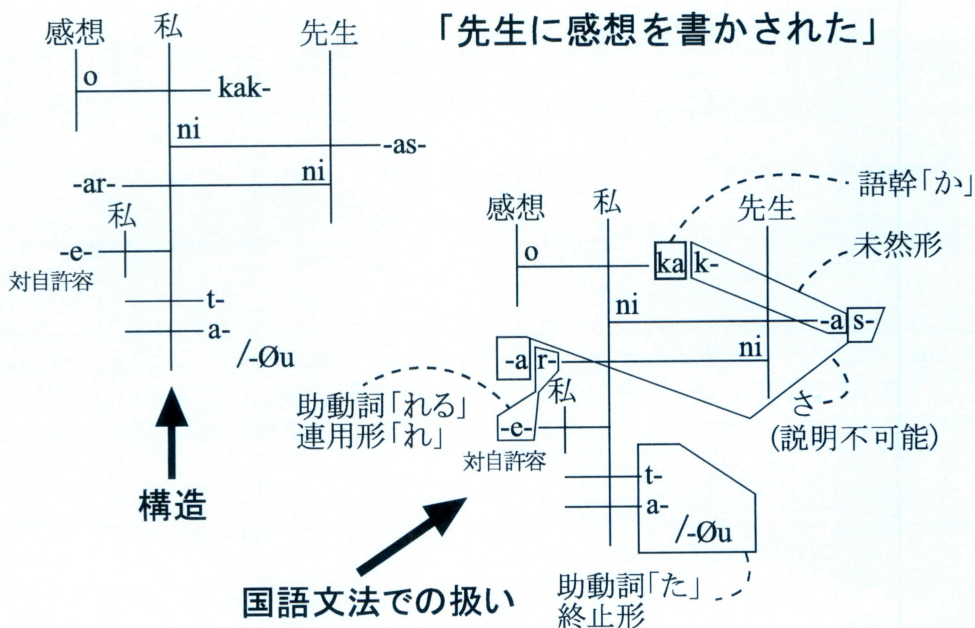 「先生に感想を書かされた」
感想
私
先生
o
kak-
ni
-as-
-ar-
ni
私
-e-
対自許容
t-
a-
/-Øu
構造
語幹「か」
感想
私
先生
未然形
o
ka
k-
ni
-a
s-
-a
r-
ni
私
さ
(説明不可能)
助動詞「れる」
連用形「れ」
-e-
対自許容
t-
a-
/-Øu
国語文法での扱い
助動詞「た」
終止形